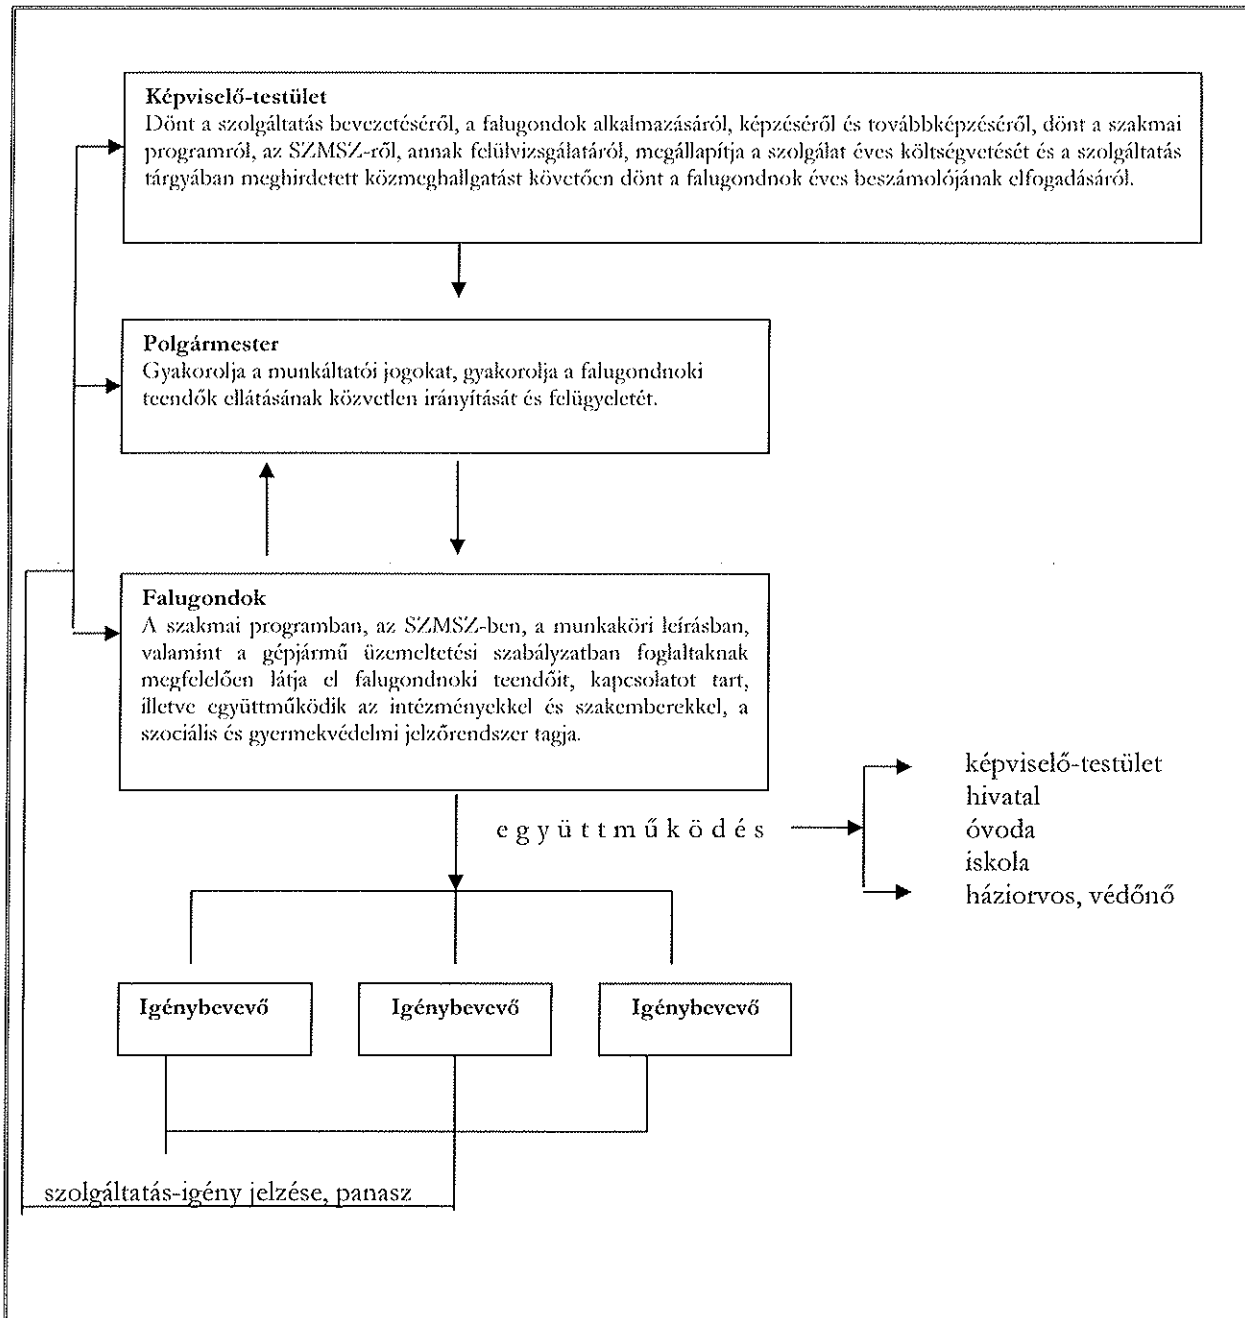 Képviselő-testület
Dönt a szolgáltatás bevezetéséről, a falugondok alkalmazásáról, képzéséről és továbbképzéséről, dönt a szakmai
programról, az SZMSZ-ről, annak felülvizsgálatáról, megállapítja a szolgálat éves költségvetését és a szolgáltatás
tárgyában meghirdetett közmeghallgatást követően dönt a falugondnok éves beszámolójának elfogadásáról.
Polgármester
Gyakorolja a munkáltatói jogokat, gyakorolja a falugondnoki
teendők ellátásának közvetlen irányítását és felügyeletét.
Falugondok
A szakmai programban, az SZMSZ-ben, a munkaköri leírásban,
valamint a gépjármű üzemeltetési szabályzatban foglaltaknak
megfelelően látja el falugondnoki teendőit, kapcsolatot tart,
illetve együttműködik az intézményekkel és szakemberekkel, a
szociális és gyermekvédelmi jelzőrendszer tagja.
együttműködés
képviselő-testület
hivatal
óvoda
iskola
háziorvos, védőnő
Igénybevevő
Igénybevevő
Igénybevevő
szolgáltatás-igény jelzése, panasz